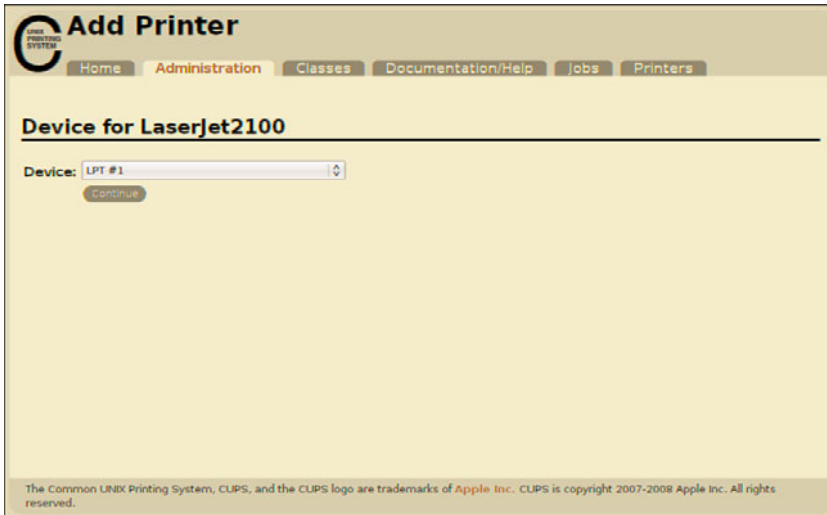 UNIX
PRINTING
SYSTEM
Add Printer
Home Administration Classes Documentation/Help Jobs Printers
Device for LaserJet2100
Device: LPT #1
Continue
The Common UNIX Printing System, CUPS, and the CUPS logo are trademarks of Apple Inc. CUPS is copyright 2007-2008 Apple Inc. All rights
reserved.